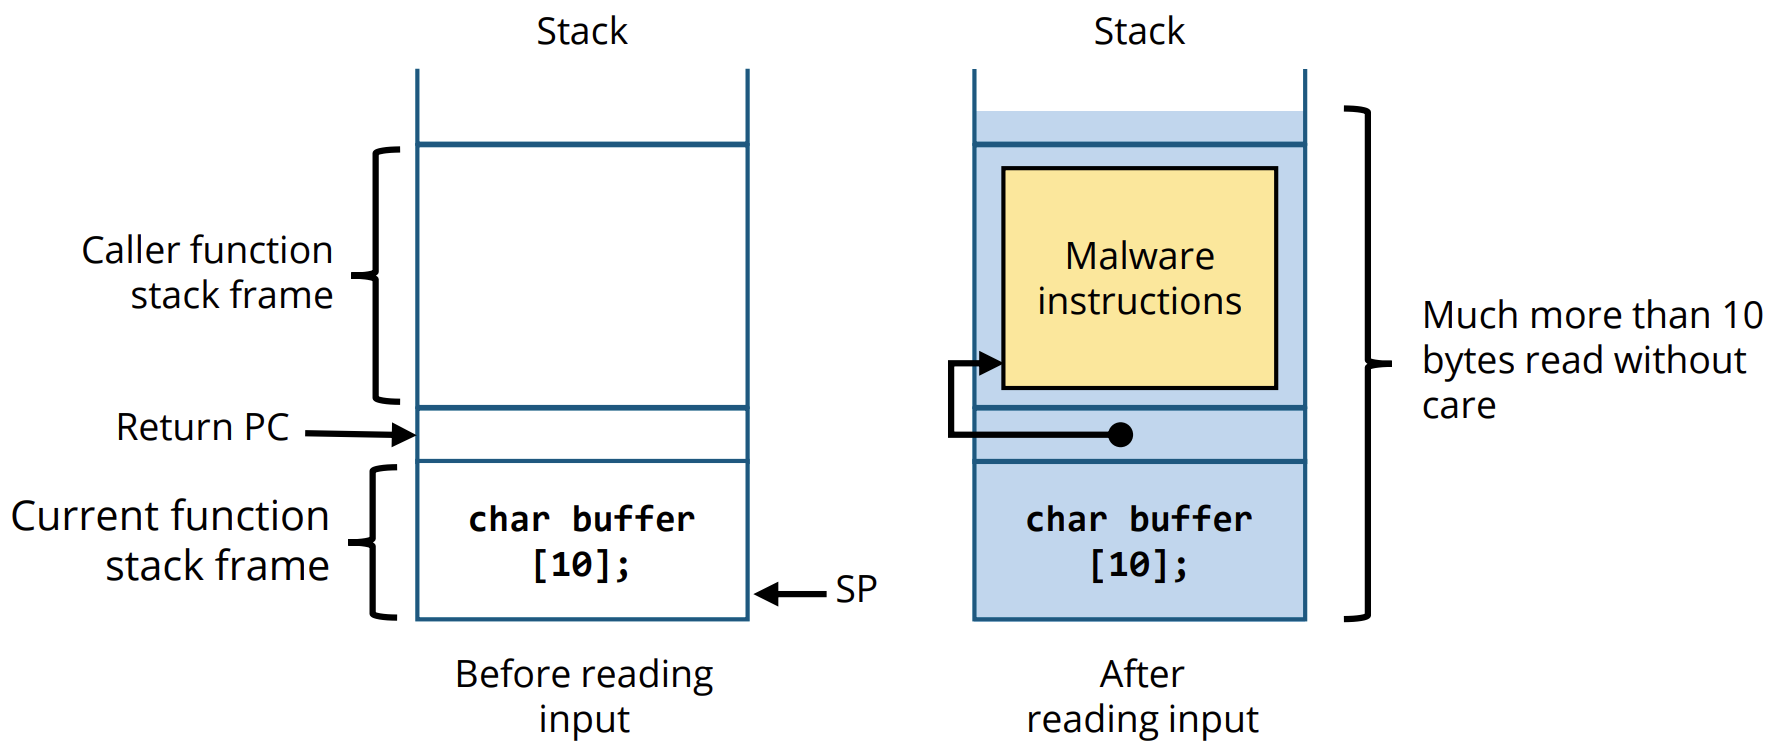 Stack
Stack
Caller function
stack frame
Return PC
Current function
stack frame
char buffer
[10];
SP
Before reading
input
Malware
instructions
char buffer
[10];
Much more than 10
bytes read without
care
After
reading input